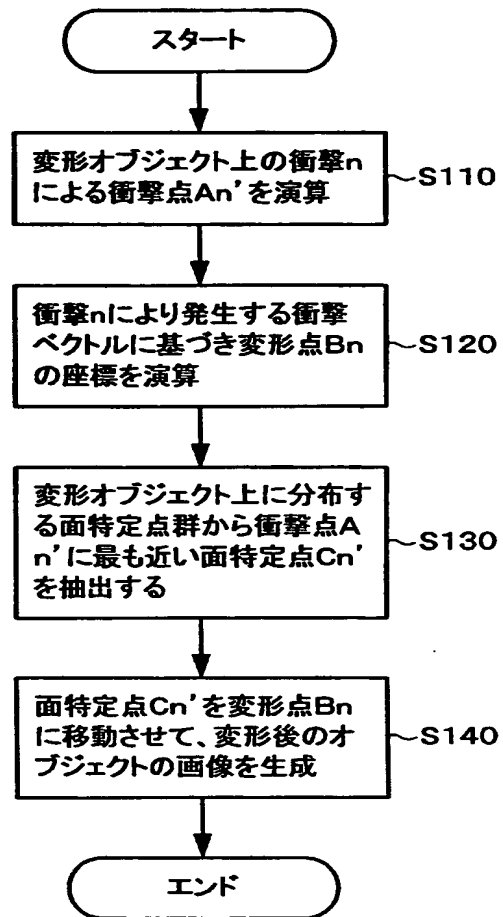 スタート
変形オブジェクト上の衝撃n
による衝撃点An’を演算
S110
衝撃nにより発生する衝撃
ベクトルに基づき変形点Bn
の座標を演算
S120
変形オブジェクト上に分布す
る面特定点群から衝撃点A
n’に最も近い面特定点Cn’
を抽出する
S130
面特定点Cn’を変形点Bn
に移動させて、変形後のオ
ブジェクトの画像を生成
S140
エンド